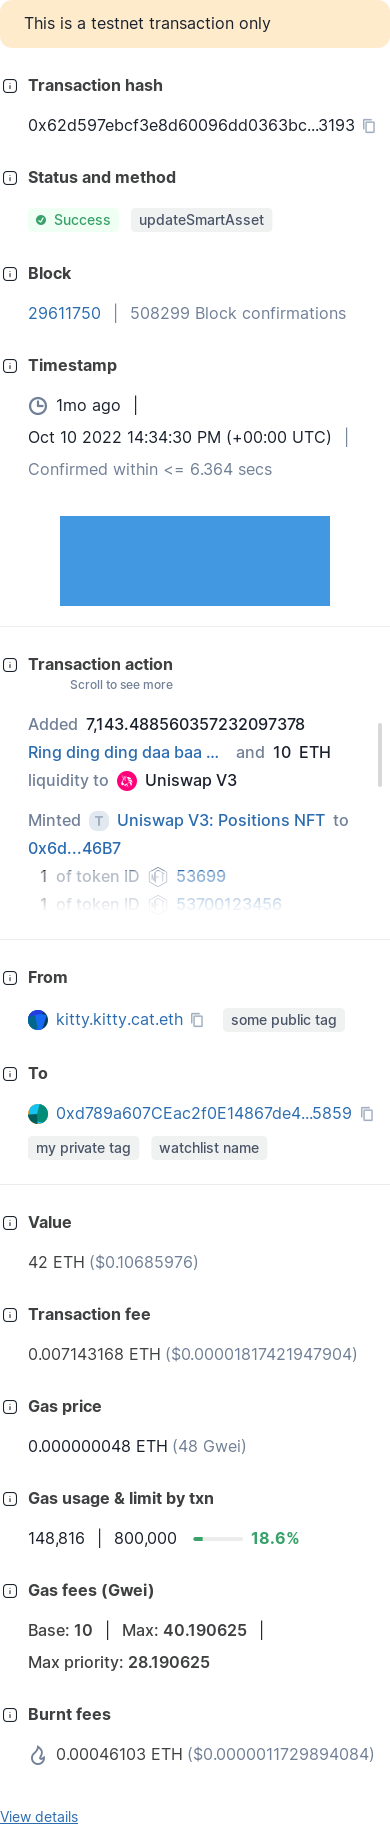 This is a testnet transaction only
Transaction hash
0x62d597ebcf3e8d60096dd0363bc...3193
Status and method
Success updateSmartAsset
Block
29611750 | 508299 Block confirmations
Timestamp
1mo ago |
Oct 10 2022 14:34:30 PM (+00:00 UTC) |
Confirmed within <= 6.364 secs
Transaction action
Scroll to see more
Added 7,143.488560357232097378
Ring ding ding daa baa ... and 10 ETH
liquidity to Uniswap V3
Minted T Uniswap V3: Positions NFT to
0x6d...46B7
1 of token ID 53699
1 of token ID 53700123456
From
kitty.kitty.cat.eth some public tag
To
0xd789a607CEac2f0E14867de4...5859
my private tag watchlist name
Value
42 ETH ($0.10685976)
Transaction fee
0.007143168 ETH ($0.00001817421947904)
Gas price
0.000000048 ETH (48 Gwei)
Gas usage & limit by txn
148,816 | 800,000 18.6%
Gas fees (Gwei)
Base: 10 | Max: 40.190625 |
Max priority: 28.190625
Burnt fees
0.00046103 ETH ($0.0000011729894084)
View details